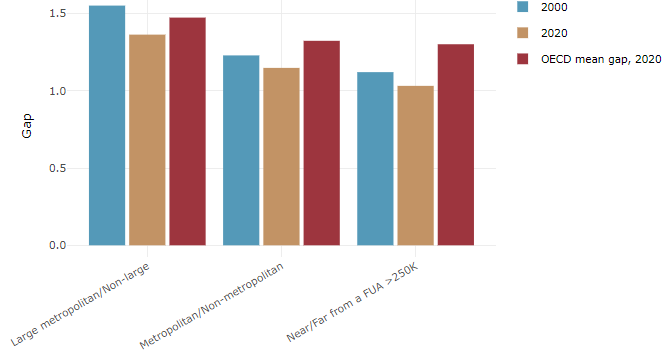 2000
2020
OECD mean gap, 2020
1.5
1.0
0.5
0.0
Gap
Large metropolitan/Non-large
Metropolitan/Non-metropolitan
Near/Far from a FUA >250K